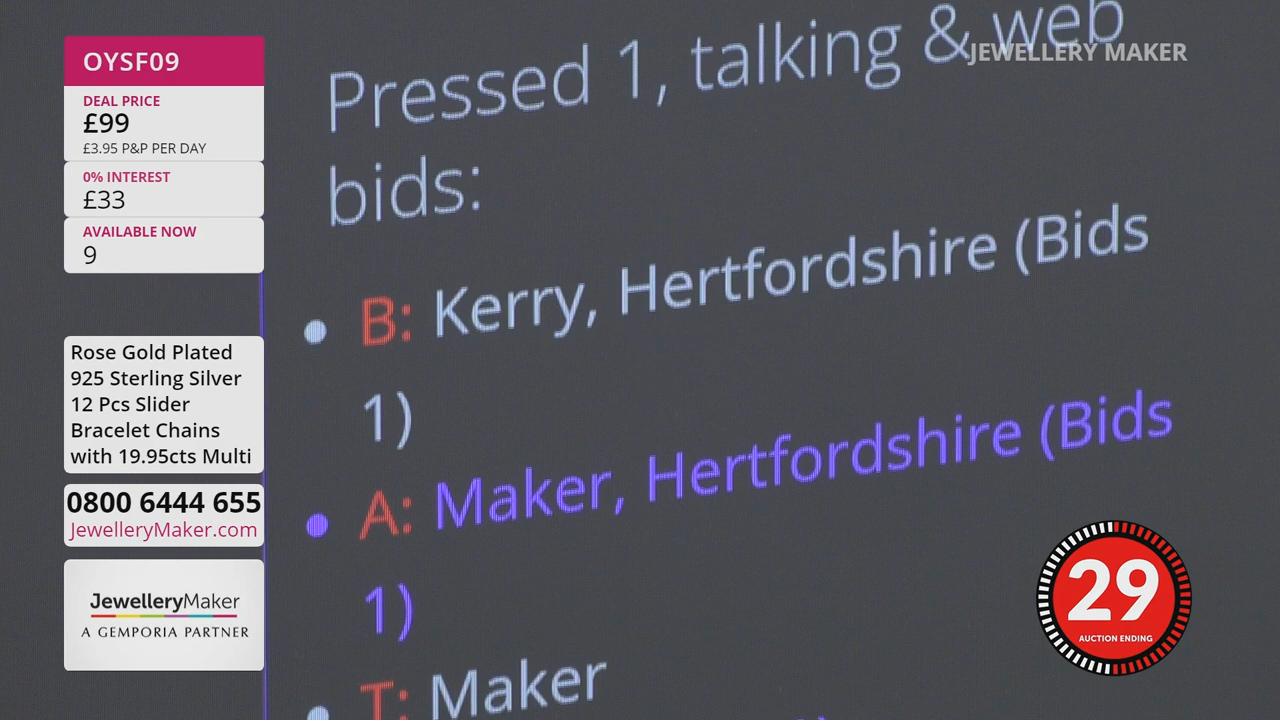 OYSF09
DEAL PRICE
£99
£3.95 P&P PER DAY
0% INTEREST
£33
AVAILABLE NOW
9
Rose Gold Plated
925 Sterling Silver
12 Pcs Slider
Bracelet Chains
with 19.95cts Multi
0800 6444 655
JewelleryMaker.com
JewelleryMaker
A GEMPORIA PARTNER
JEWELLERY MAKER
Pressed 1, talking & web
bids:
• B: Kerry, Hertfordshire (Bids
1)
• A: Maker, Hertfordshire (Bids
1)
• T: Maker
29
AUCTION ENDING